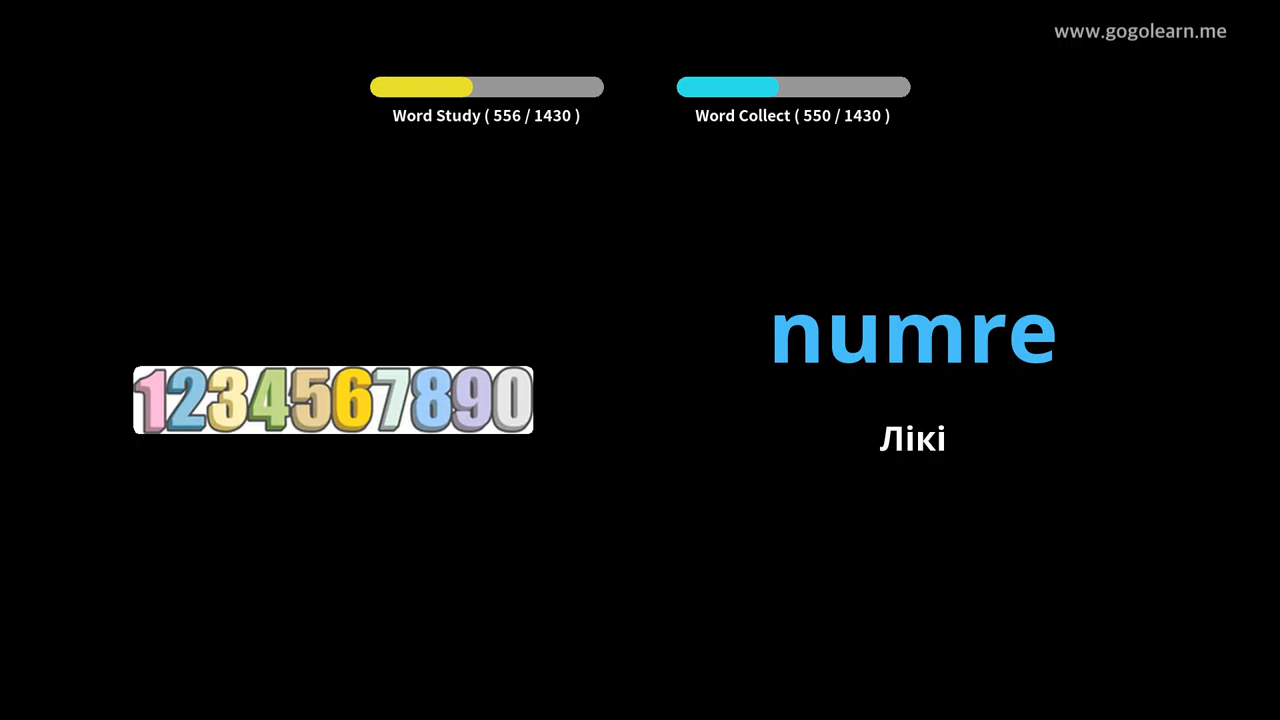 www.gogolearn.me
Word Study ( 556 / 1430 )
Word Collect ( 550 / 1430 )
numre
1234567890
Лікі